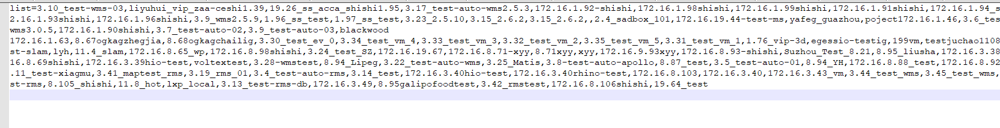 list=3.10_test-wms-03,liyuhui_vip_zaa-ceshi1.39,19.26_ss_acca_shishi1.95,3.17_test-auto-wms2.5.3,172.16.1.92-shishi,172.16.1.98shishi,172.16.1.99shishi,172.16.1.91shishi,172.16.1.94_s
2.16.1.93shishi,172.16.1.96shishi,3.9_wms2.5.9,1.96_ss_test,1.97_ss_test,3.23_2.5.10,3.15_2.6.2,3.15_2.6.2,,2.4_sadbox_101,172.16.19.44-test-ms,yafeg_guazhou,poject172.16.1.46,3.6_tes
wms3.0.5,172.16.1.90shishi,3.7_test-auto-02,3.9_test-auto-03,blackwood
172.16.1.63,8.67ogkagzhegjia,8.68ogkagchailig,3.30_test_ev_0,3.34_test_vm_4,3.33_test_vm_3,3.32_test_vm_2,3.35_test_vm_5,3.31_test_vm_1,1.76_vip-3d,egessio-testig,199vm,testjuchao1108
st-slam,lyh,11.4_slam,172.16.8.65_wp,172.16.8.98shishi,3.24_test_SZ,172.16.19.67,172.16.8.71-xyy,8.71xyy,xyy,172.16.9.93xyy,172.16.8.93-shishi,Suzhou_Test_8.21,8.95_liusha,172.16.3.38
16.8.69shishi,172.16.3.39hio-test,voltextest,3.28-wmstest,8.94_Lipeg,3.22_test-auto-wms,3.25_Matis,3.8-test-auto-apollo,8.87_test,3.5_test-auto-01,8.94_YH,172.16.8.88_test,172.16.8.92
.11_test-xiagmu,3.41_maptest_rms,3.19_rms_01,3.4_test-auto-rms,3.14_test,172.16.3.40hio-test,172.16.3.40rhino-test,172.16.8.103,172.16.3.40,172.16.3.43_vm,3.44_test_wms,3.45_test_wms,
st-rms,8.105_shishi,11.8_hot,lxp_local,3.13_test-rms-db,172.16.3.49,8.95galipofoodtest,3.42_rmstest,172.16.8.106shishi,19.64_test